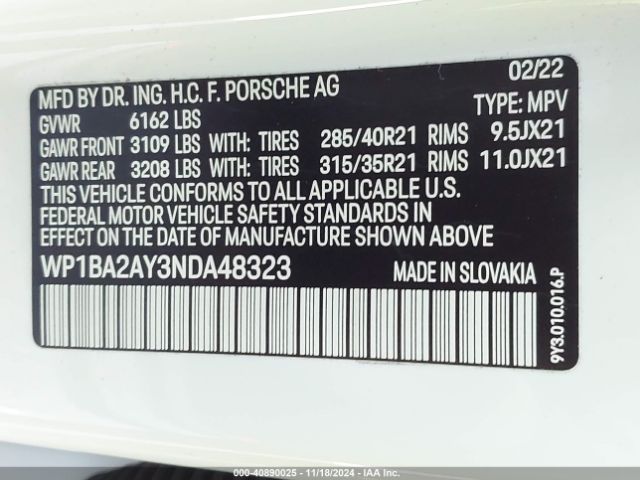 MFD BY DR. ING. H.C. F. PORSCHE AG 02/22
GVWR 6162 LBS TYPE: MPV
GAWR FRONT 3109 LBS WITH: TIRES 285/40R21 RIMS 9.5JX21
GAWR REAR 3208 LBS WITH: TIRES 315/35R21 RIMS 11.0JX21
THIS VEHICLE CONFORMS TO ALL APPLICABLE U.S.
FEDERAL MOTOR VEHICLE SAFETY STANDARDS IN
EFFECT ON THE DATE OF MANUFACTURE SHOWN ABOVE
WP1BA2AY3NDA48323 MADE IN SLOVAKIA
9Y3.010.016.P
000-40890025 - 11/18/2024 - IAA Inc.